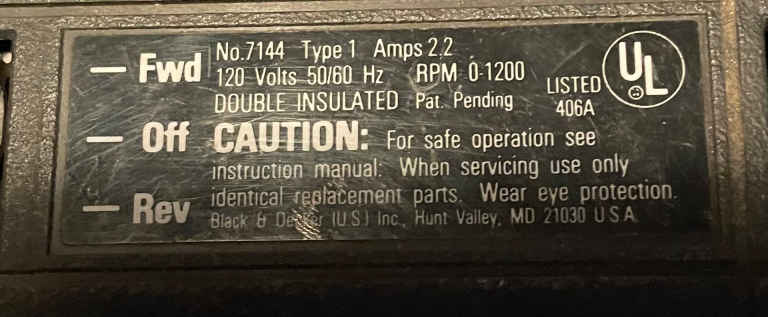 Fwd No.7144 Type 1 Amps 2.2
120 Volts 50/60 Hz RPM 0-1200
DOUBLE INSULATED Pat. Pending
UL
LISTED
406A
Off CAUTION: For safe operation see
instruction manual. When servicing use only
Rev identical replacement parts. Wear eye protection.
Black & Decker (U.S.) Inc., Hunt Valley, MD 21030 U.S.A.